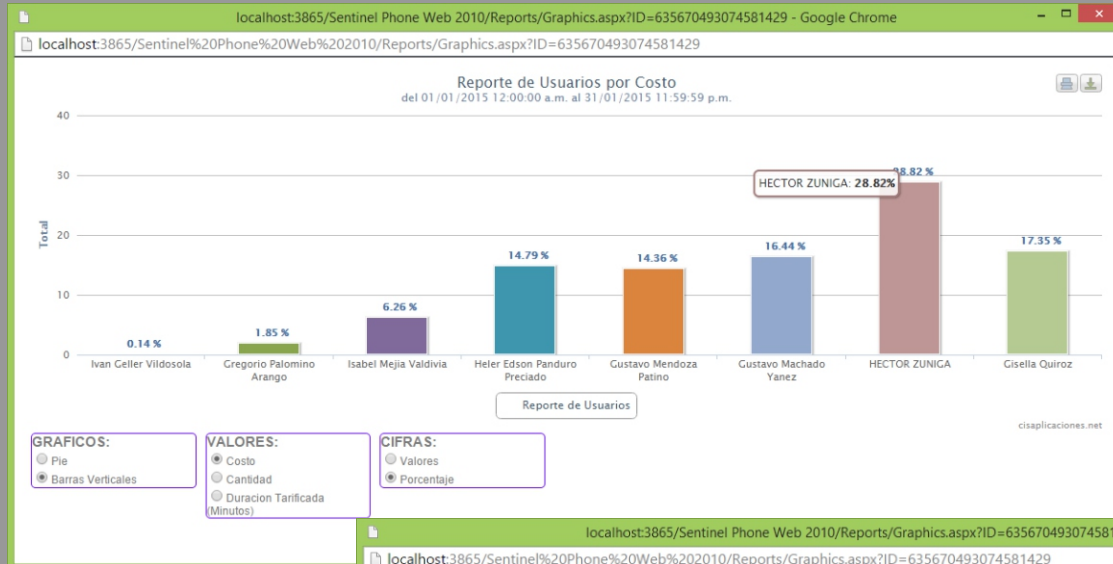 localhost:3865/Sentinel Phone Web 2010/Reports/Graphics.aspx?ID=635670493074581429 - Google Chrome
localhost:3865/Sentinel%20Phone%20Web%202010/Reports/Graphics.aspx?ID=635670493074581429
Reporte de Usuarios por Costo
del 01/01/2015 12:00:00 a.m. al 31/01/2015 11:59:59 p.m.
40
30
20
10
0
Total
0.14 %
1.85 %
6.26 %
14.79 %
14.36 %
16.44 %
28.82 %
17.35 %
HECTOR ZUNIGA: 28.82%
Ivan Geller Vildosola
Gregorio Palomino
Arango
Isabel Mejia Valdivia
Heler Edson Panduro
Preciado
Gustavo Mendoza
Patino
Gustavo Machado
Yanez
HECTOR ZUNIGA
Gisella Quiroz
Reporte de Usuarios
cisaplicaciones.net
GRAFICOS:
Pie
Barras Verticales
VALORES:
Costo
Cantidad
Duracion Tarificada
(Minutos)
CIFRAS:
Valores
Porcentaje
localhost:3865/Sentinel Phone Web 2010/Reports/Graphics.aspx?ID=63567049307458
localhost:3865/Sentinel%20Phone%20Web%202010/Reports/Graphics.aspx?ID=635670493074581429